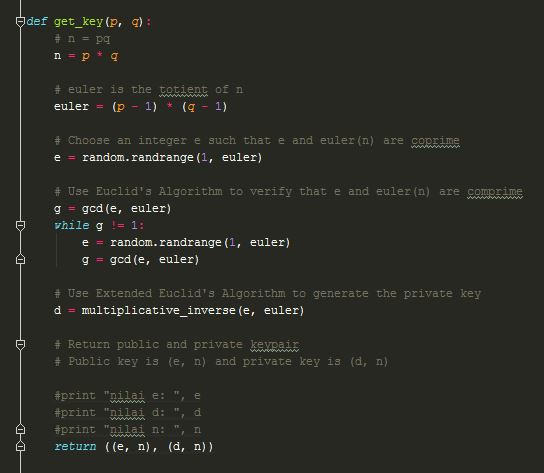 def get_key(p, q):
# n = pq
n = p * q
# euler is the totient of n
euler = (p - 1) * (q - 1)
# Choose an integer e such that e and euler(n) are coprime
e = random.randrange(1, euler)
# Use Euclid's Algorithm to verify that e and euler(n) are comprime
g = gcd(e, euler)
while g != 1:
e = random.randrange(1, euler)
g = gcd(e, euler)
# Use Extended Euclid's Algorithm to generate the private key
d = multiplicative_inverse(e, euler)
# Return public and private keypair
# Public key is (e, n) and private key is (d, n)
#print "nilai e: ", e
#print "nilai d: ", d
#print "nilai n: ", n
return ((e, n), (d, n))